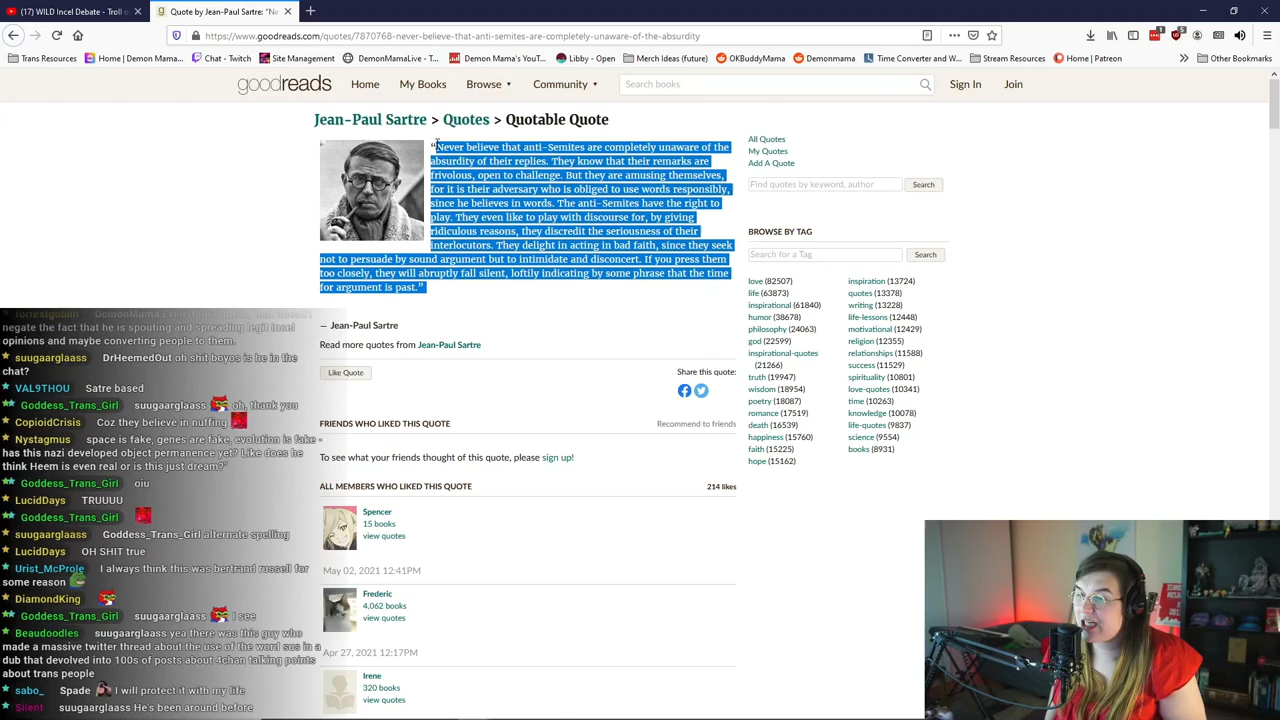 (17) WILD Incel Debate - Troll o
Quote by Jean-Paul Sartre: “Ne
https://www.goodreads.com/quotes/7870768-never-believe-that-anti-semites-are-completely-unaware-of-the-absurdity
Trans Resources
Home | Demon Mama...
Chat - Twitch
Site Management
DemonMamaLive - T...
Demon Mama's YouT...
Libby - Open
Merch Ideas (future)
OKBuddyMama
Demonmama
Time Converter and W...
Stream Resources
Home | Patreon
Other Bookmarks
goodreads
Home
My Books
Browse
Community
Search books
Sign In
Join
Jean-Paul Sartre > Quotes > Quotable Quote
“Never believe that anti-Semites are completely unaware of the
absurdity of their replies. They know that their remarks are
frivolous, open to challenge. But they are amusing themselves,
for it is their adversary who is obliged to use words responsibly,
since he believes in words. The anti-Semites have the right to
play. They even like to play with discourse for, by giving
ridiculous reasons, they discredit the seriousness of their
interlocutors. They delight in acting in bad faith, since they seek
not to persuade by sound argument but to intimidate and disconcert. If you press them
too closely, they will abruptly fall silent, loftily indicating by some phrase that the time
for argument is past.”
― Jean-Paul Sartre
Read more quotes from Jean-Paul Sartre
Like Quote
Share this quote:
FRIENDS WHO LIKED THIS QUOTE
Recommend to friends
To see what your friends thought of this quote, please sign up!
ALL MEMBERS WHO LIKED THIS QUOTE
214 likes
Spencer
15 books
view quotes
May 02, 2021 12:41PM
Frederic
4,062 books
view quotes
Apr 27, 2021 12:17PM
Irene
320 books
view quotes
All Quotes
My Quotes
Add A Quote
Find quotes by keyword, author
Search
BROWSE BY TAG
Search for a Tag
Search
love (82507)
life (63873)
inspirational (61840)
humor (38678)
philosophy (24063)
god (22599)
inspirational-quotes
(21266)
truth (19947)
wisdom (18954)
poetry (18087)
romance (17519)
death (16539)
happiness (15760)
faith (15225)
hope (15162)
inspiration (13724)
quotes (13378)
writing (13228)
life-lessons (12448)
motivational (12429)
religion (12355)
relationships (11588)
success (11529)
spirituality (10801)
love-quotes (10341)
time (10263)
knowledge (10078)
life-quotes (9837)
science (9554)
books (8931)
negate the fact that he is spouting and spreading legit incel
opinions and maybe converting people to them.
suugaarglaass DrHeemedOut oh shit boyos is he in the
chat?
VAL9THOU Satre based
Goddess_Trans_Girl suugaarglaass oh, thank you
CopioidCrisis Coz they believe in nuffing
Nystagmus space is fake, genes are fake, evolution is fake -
has this nazi developed object permanence yet? Like does he
think Heem is even real or is this just dream?"
Goddess_Trans_Girl oiu
LucidDays TRUUUU
Goddess_Trans_Girl
suugaarglaass Goddess_Trans_Girl alternate spelling
LucidDays OH SHIT true
Urist_McProle I always think this was bertrand russell for
some reason
DiamondKing
Goddess_Trans_Girl suugaarglaass I see
Beaudoodles suugaarglaass yea there was this guy who
made a massive twitter thread about the use of the word sus in a
dub that devolved into 100s of posts about 4chan talking points
about trans people
sabo_ Spade I will protect it with my life
Silent suugaarglaass He's been around before